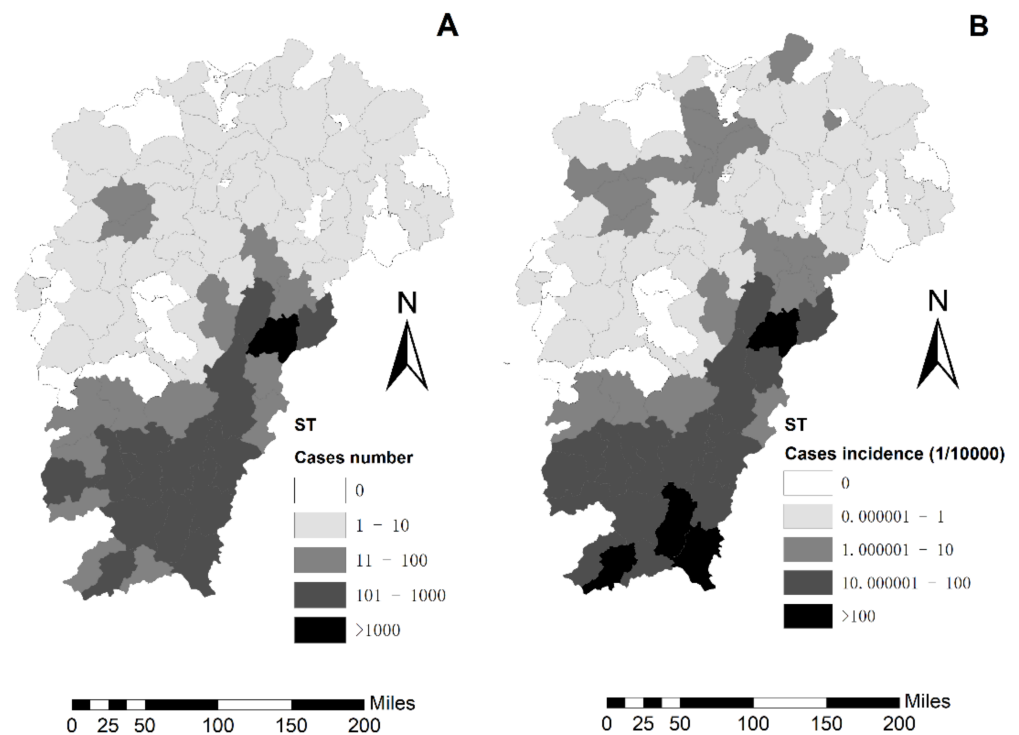 A
N
ST
Cases number
0
1 - 10
11 - 100
101 - 1000
>1000
Miles
0 25 50 100 150 200
B
N
ST
Cases incidence (1/10000)
0
0.000001 - 1
1.000001 - 10
10.000001 - 100
>100
Miles
0 25 50 100 150 200